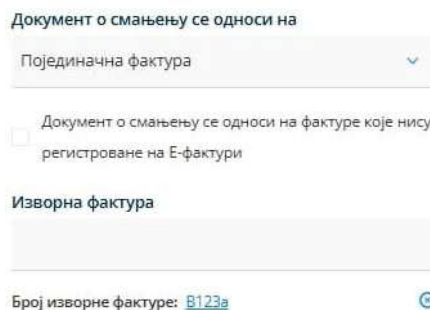 Документ о смањењу се односи на
Појединачна фактура
Документ о смањењу се односи на фактуре које нису
регистроване на Е-фактури
Изворна фактура
Број изворне фактуре: B123a